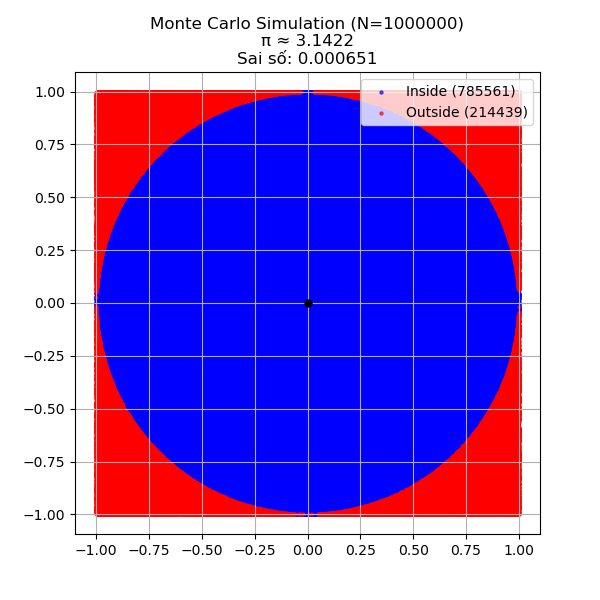 Monte Carlo Simulation (N=1000000)
π ≈ 3.1422
Sai số: 0.000651
Inside (785561)
Outside (214439)
1.00
0.75
0.50
0.25
0.00
−0.25
−0.50
−0.75
−1.00
−1.00 −0.75 −0.50 −0.25 0.00 0.25 0.50 0.75 1.00